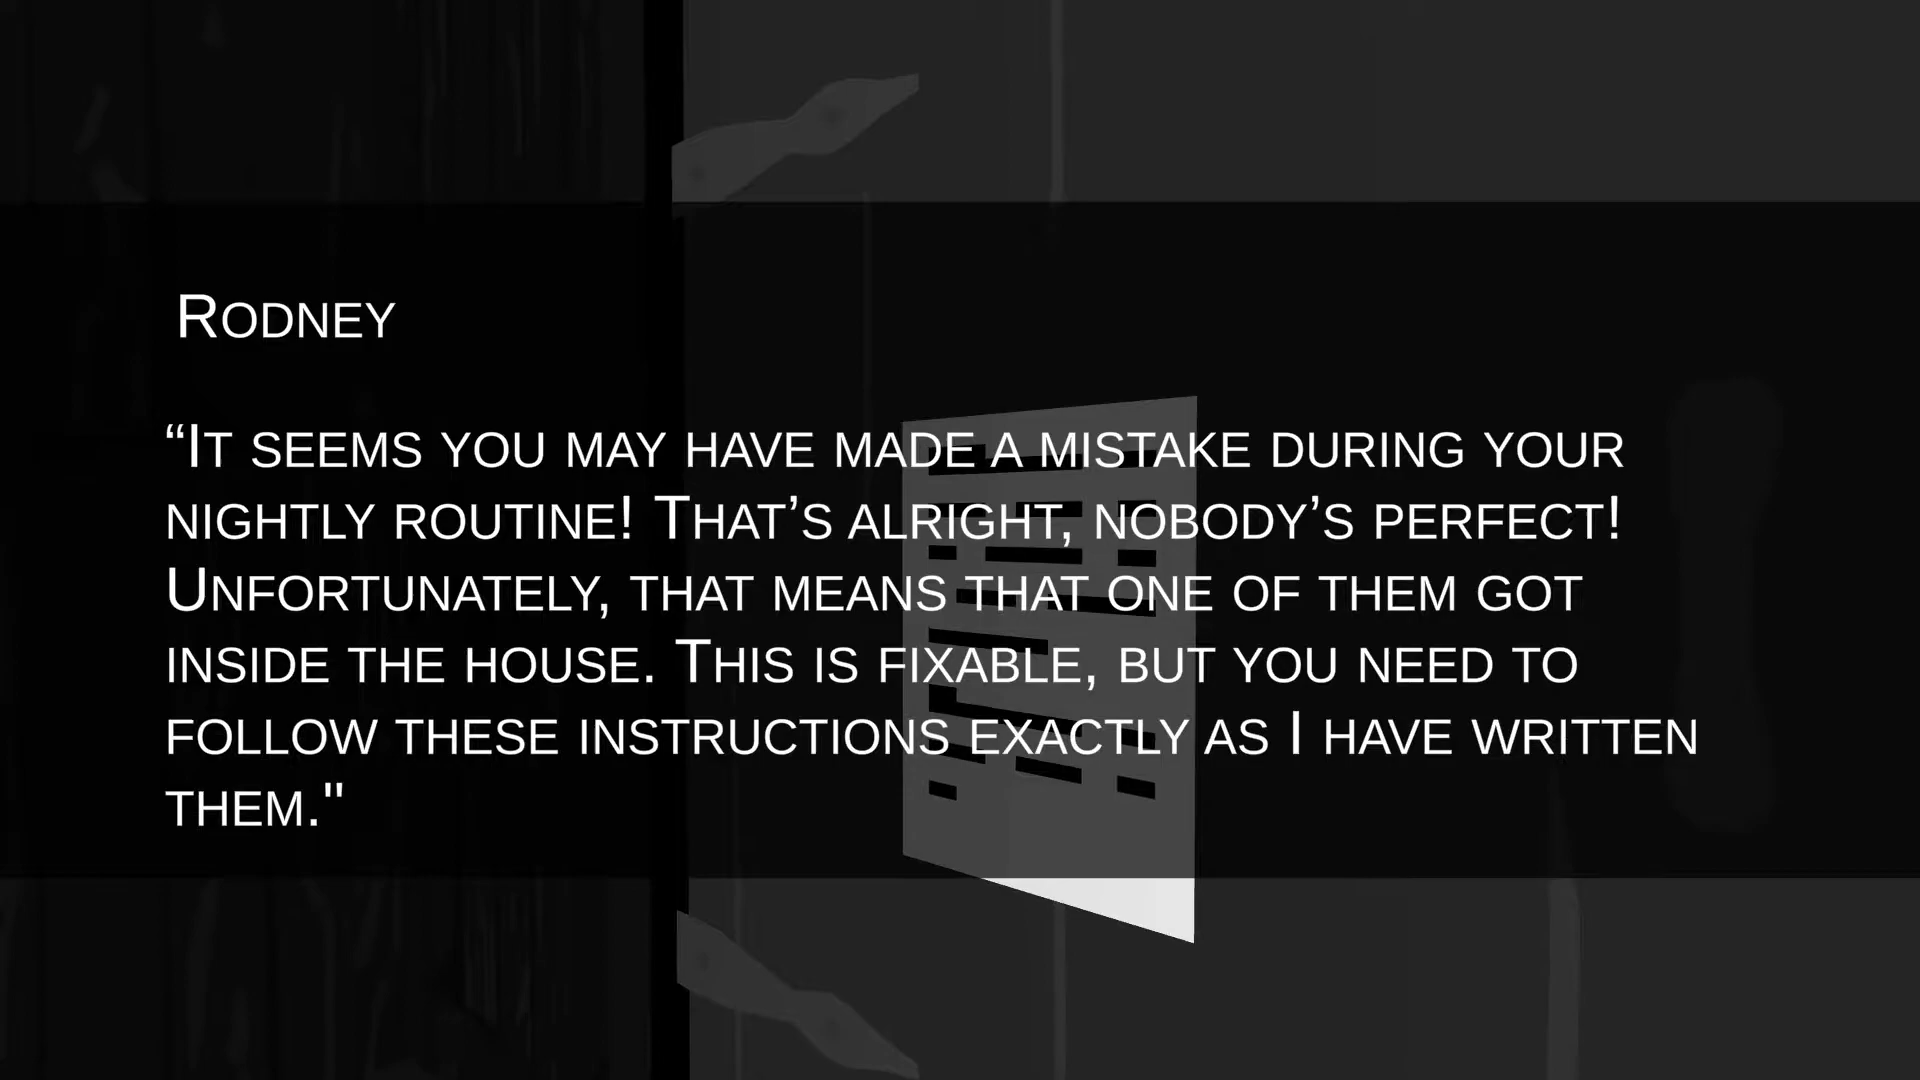 Rodney
“It seems you may have made a mistake during your
nightly routine! That’s alright, nobody’s perfect!
Unfortunately, that means that one of them got
inside the house. This is fixable, but you need to
follow these instructions exactly as I have written
them."